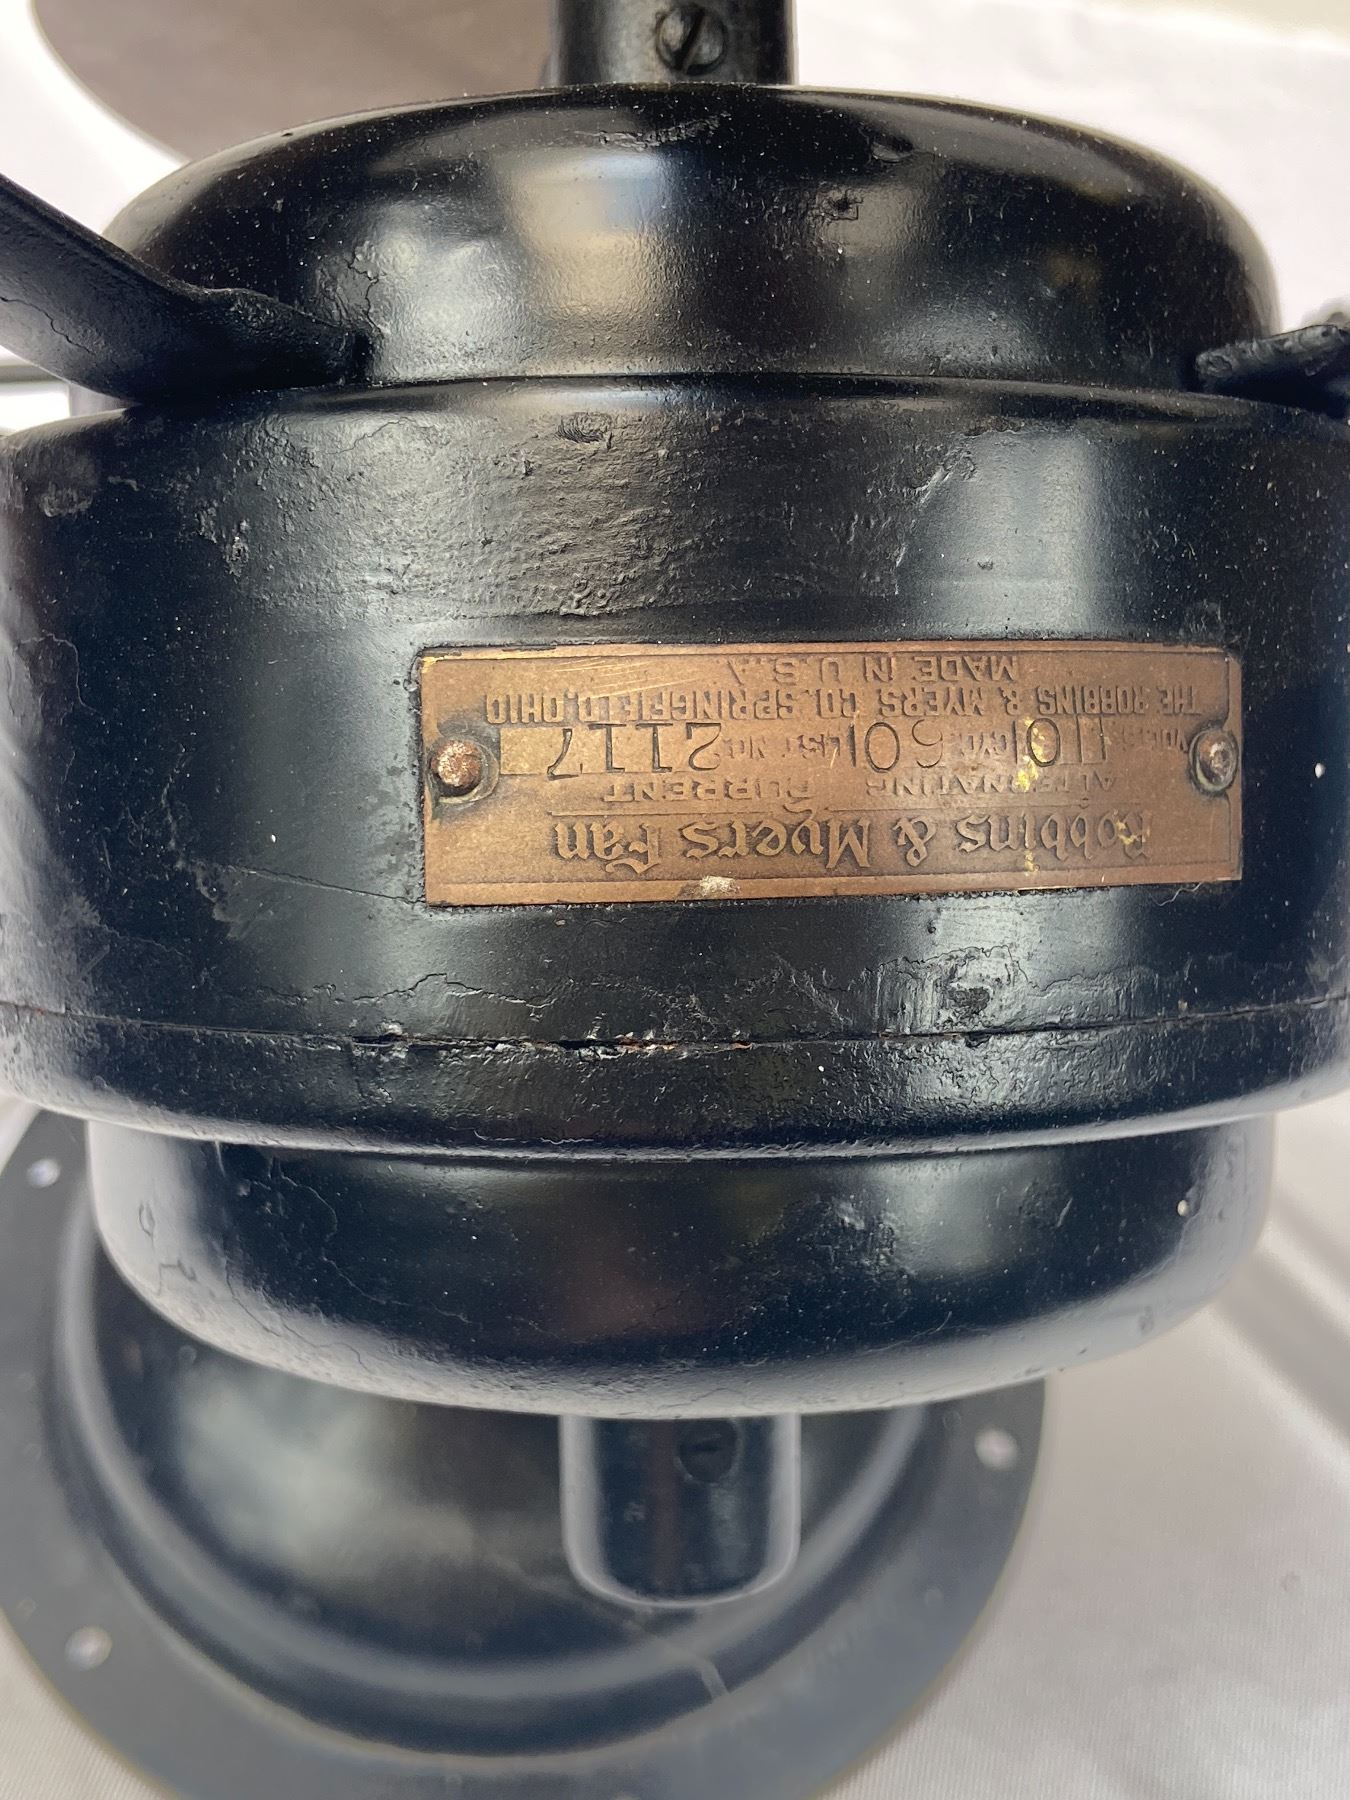 Robbins & Myers Fan
ALTERNATING CURRENT
VOLTS 110 CYC. 60 LIST NO. 2117
THE ROBBINS & MYERS CO. SPRINGFIELD, OHIO
MADE IN U.S.A